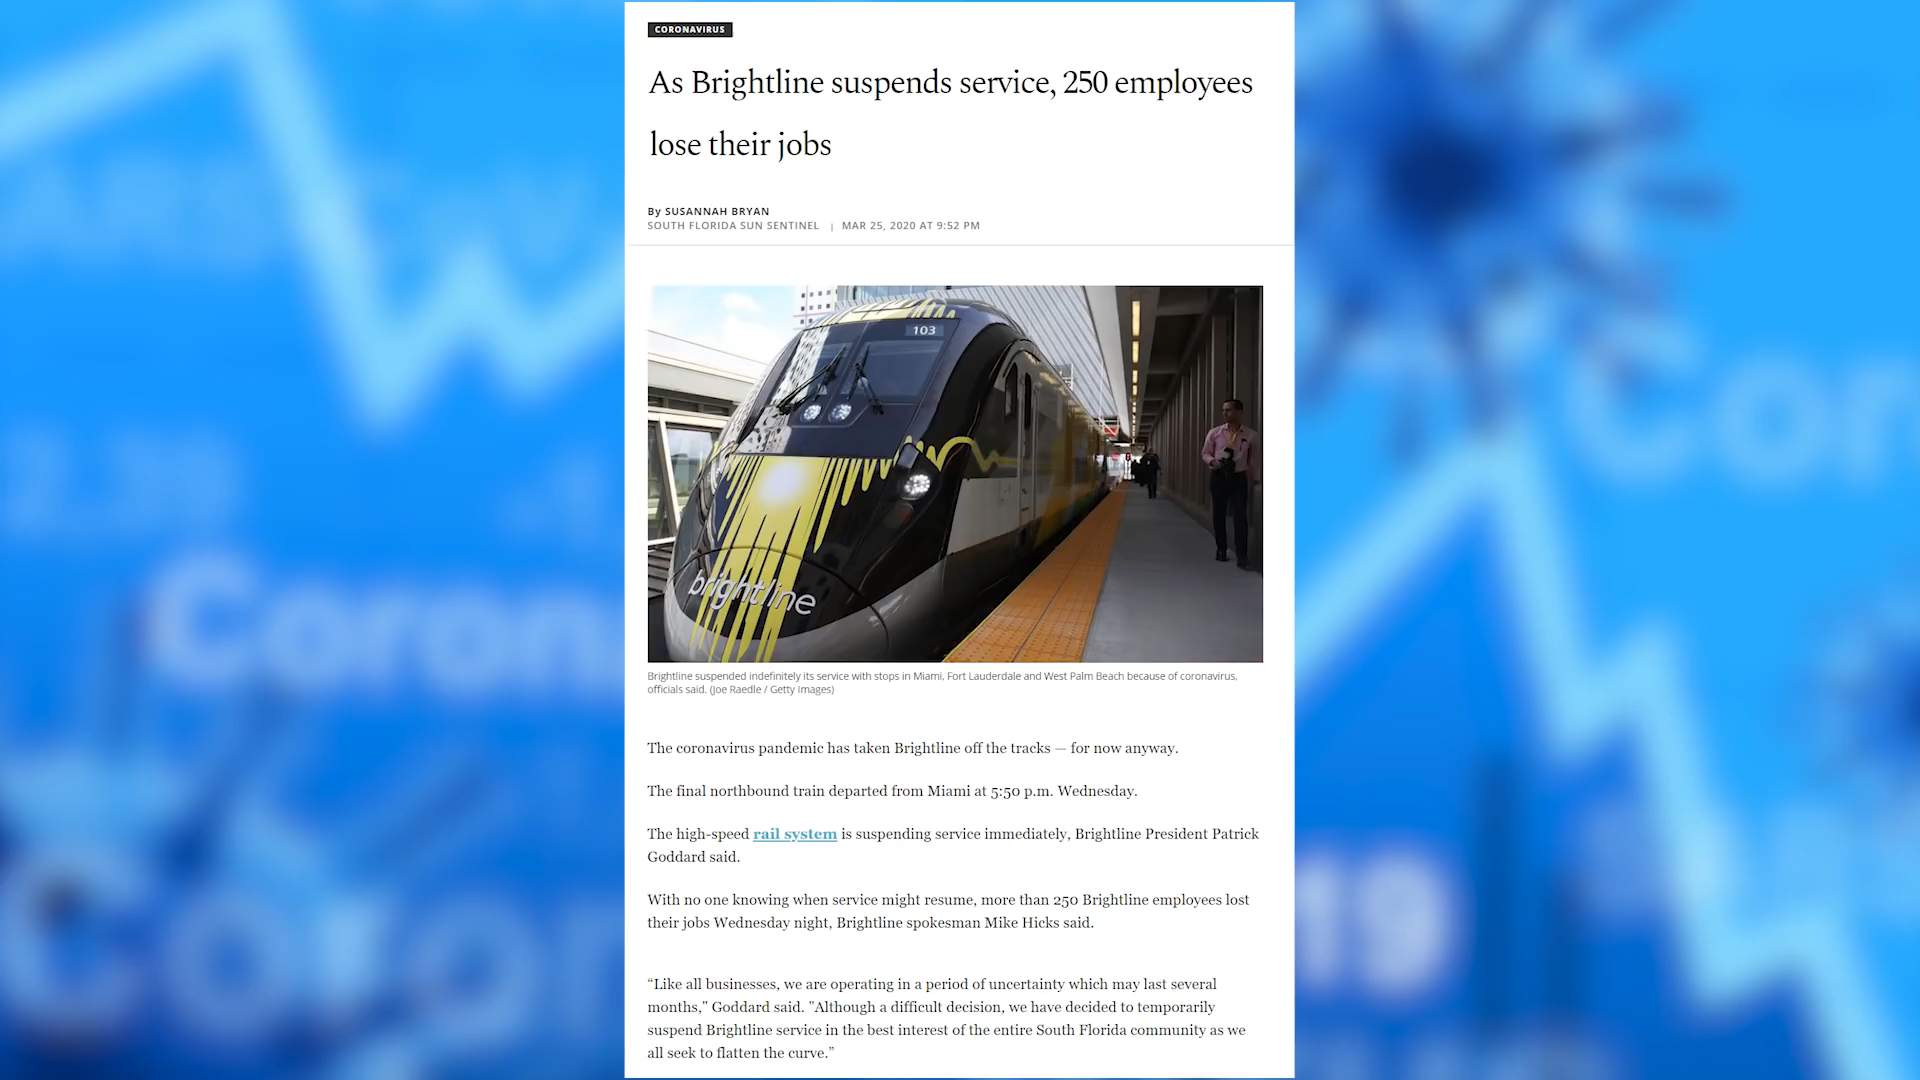 CORONAVIRUS
As Brightline suspends service, 250 employees
lose their jobs
By SUSANNAH BRYAN
SOUTH FLORIDA SUN SENTINEL | MAR 25, 2020 AT 9:52 PM
103
brightline
Brightline suspended indefinitely its service with stops in Miami, Fort Lauderdale and West Palm Beach because of coronavirus,
officials said. (Joe Raedle / Getty Images)
The coronavirus pandemic has taken Brightline off the tracks — for now anyway.
The final northbound train departed from Miami at 5:50 p.m. Wednesday.
The high-speed rail system is suspending service immediately, Brightline President Patrick
Goddard said.
With no one knowing when service might resume, more than 250 Brightline employees lost
their jobs Wednesday night, Brightline spokesman Mike Hicks said.
“Like all businesses, we are operating in a period of uncertainty which may last several
months," Goddard said. "Although a difficult decision, we have decided to temporarily
suspend Brightline service in the best interest of the entire South Florida community as we
all seek to flatten the curve.”
Corona
Coron
Cor
19